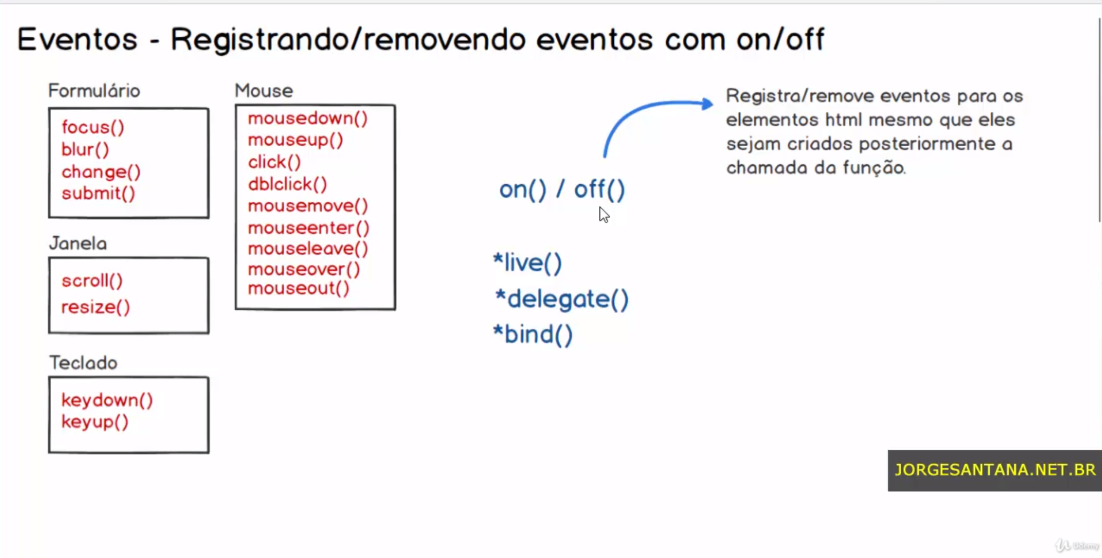 Eventos - Registrando/removendo eventos com on/off
Formulário
focus()
blur()
change()
submit()
Janela
scroll()
resize()
Teclado
keydown()
keyup()
Mouse
mousedown()
mouseup()
click()
dblclick()
mousemove()
mouseenter()
mouseleave()
mouseover()
mouseout()
on() / off()
*live()
*delegate()
*bind()
Registra/remove eventos para os
elementos html mesmo que eles
sejam criados posteriormente a
chamada da função.
JORGESANTANA.NET.BR
Udemy